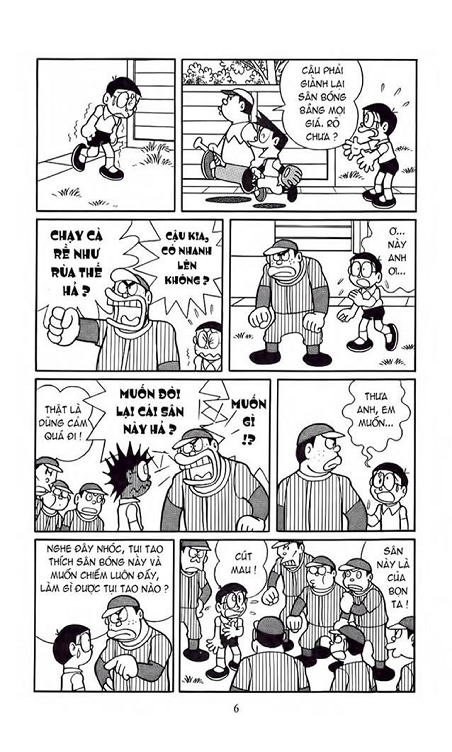 CẬU PHẢI
GIÀNH LẠI
SÂN BÓNG
BẰNG MỌI
GIÁ. RÕ
CHƯA ?
CHẠY CÀ
RỀ NHƯ
RÙA THẾ
HẢ ?
CẬU KIA,
CÓ NHANH
LÊN
KHÔNG ?
Ơ...
NÀY
ANH
ƠI...
THẬT LÀ
DŨNG CẢM
QUÁ ĐI !
MUỐN ĐÒI
LẠI CÁI SÂN
NÀY HẢ ?
MUỐN
GÌ
!?
THƯA
ANH, EM
MUỐN...
NGHE ĐÂY NHÓC, TỤI TAO
THÍCH SÂN BÓNG NÀY VÀ
MUỐN CHIẾM LUÔN ĐẤY,
LÀM GÌ ĐƯỢC TỤI TAO NÀO ?
CÚT
MAU !
SÂN
NÀY LÀ
CỦA
BỌN
TA !
6